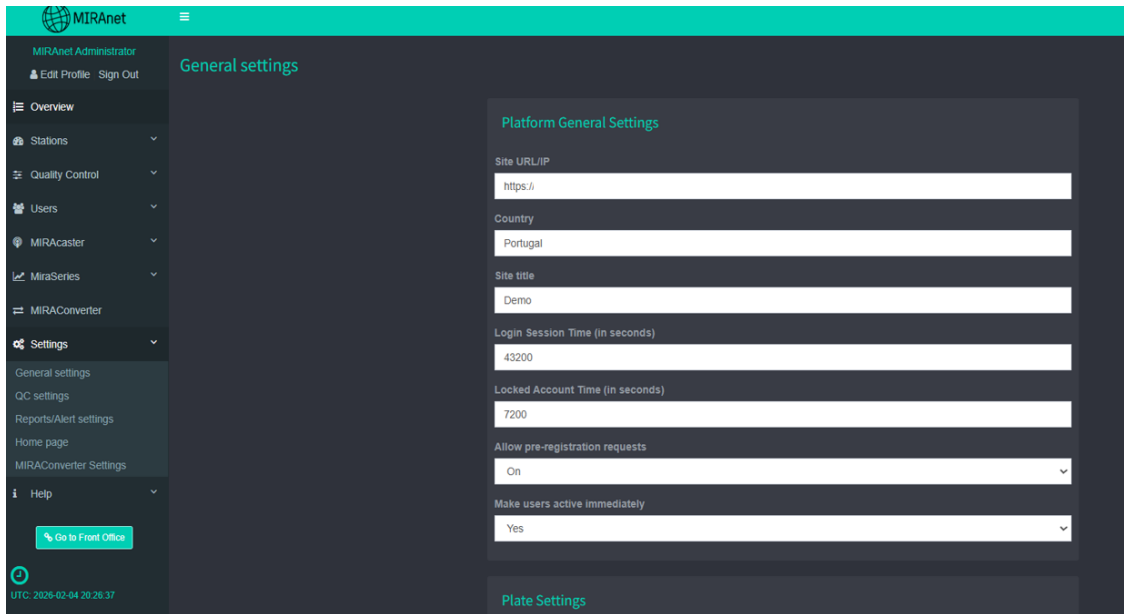 MIRAnet
MIRAnet Administrator
Edit Profile Sign Out
Overview
Stations
Quality Control
Users
MIRAcaster
MiraSeries
MIRAConverter
Settings
General settings
QC settings
Reports/Alert settings
Home page
MIRAConverter Settings
Help
Go to Front Office
UTC: 2026-02-04 20:26:37
General settings
Platform General Settings
Site URL/IP
https://
Country
Portugal
Site title
Demo
Login Session Time (in seconds)
43200
Locked Account Time (in seconds)
7200
Allow pre-registration requests
On
Make users active immediately
Yes
Plate Settings